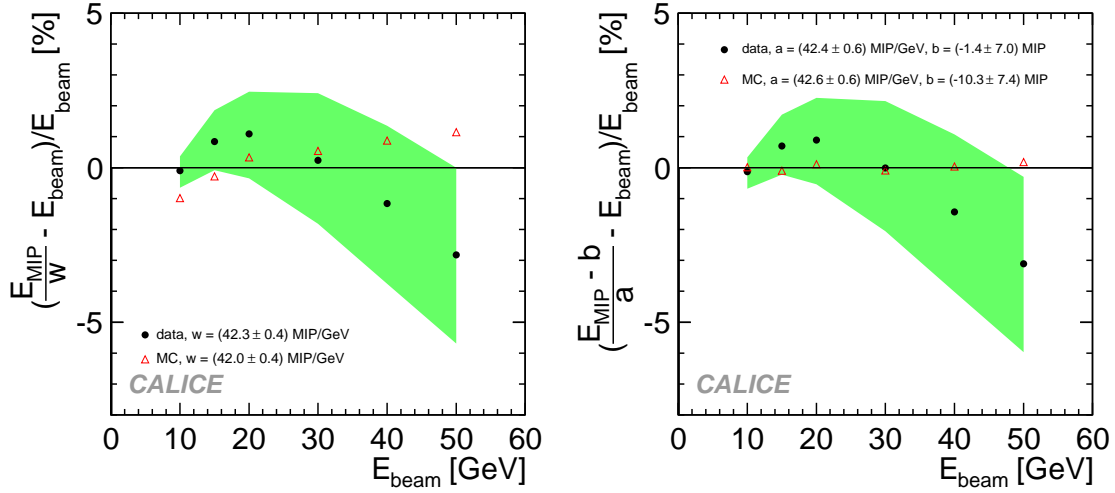 (E_MIP/w - E_beam)/E_beam [%]
5
0
-5
data, w = (42.3 ± 0.4) MIP/GeV
MC, w = (42.0 ± 0.4) MIP/GeV
CALICE
0 10 20 30 40 50 60
E_beam [GeV]
(E_MIP - b/a - E_beam)/E_beam [%]
5
data, a = (42.4 ± 0.6) MIP/GeV, b = (-1.4 ± 7.0) MIP
MC, a = (42.6 ± 0.6) MIP/GeV, b = (-10.3 ± 7.4) MIP
0
-5
CALICE
0 10 20 30 40 50 60
E_beam [GeV]